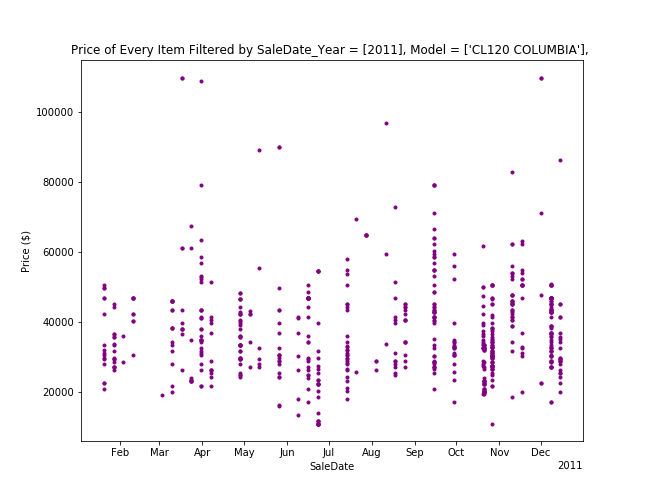 Price of Every Item Filtered by SaleDate_Year = [2011], Model = ['CL120 COLUMBIA'],
100000
80000
60000
40000
20000
Price ($)
Feb Mar Apr May Jun Jul Aug Sep Oct Nov Dec
SaleDate
2011